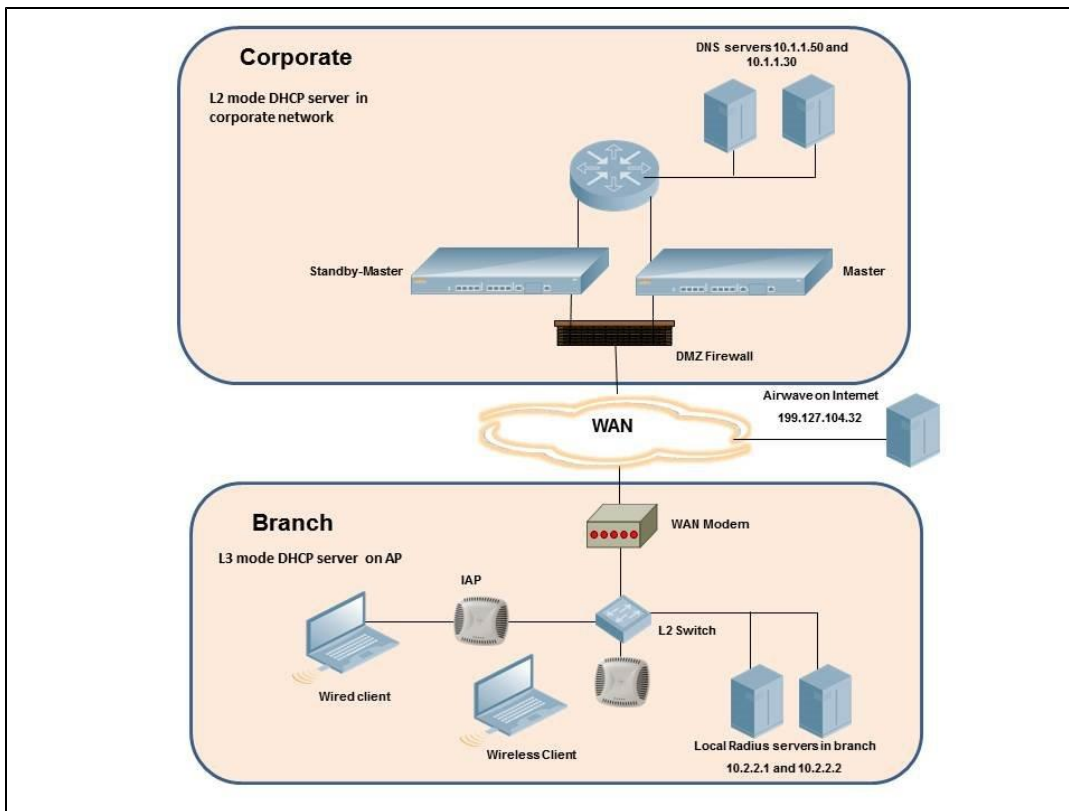 Corporate
L2 mode DHCP server in
corporate network
DNS servers 10.1.1.50 and
10.1.1.30
Standby-Master
Master
DMZ Firewall
WAN
Airwave on Internet
199.127.104.32
Branch
L3 mode DHCP server on AP
WAN Modem
IAP
L2 Switch
Wired client
Wireless Client
Local Radius servers in branch
10.2.2.1 and 10.2.2.2